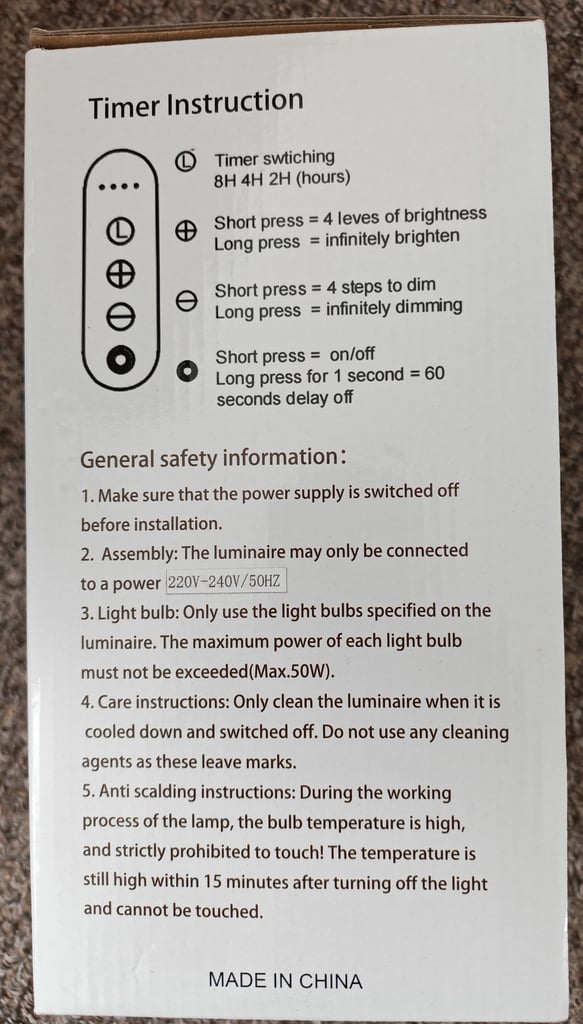 Timer Instruction
Timer swtiching
8H 4H 2H (hours)
Short press = 4 leves of brightness
Long press = infinitely brighten
Short press = 4 steps to dim
Long press = infinitely dimming
Short press = on/off
Long press for 1 second = 60
seconds delay off
General safety information:
1. Make sure that the power supply is switched off
before installation.
2. Assembly: The luminaire may only be connected
to a power 220V-240V/50HZ
3. Light bulb: Only use the light bulbs specified on the
luminaire. The maximum power of each light bulb
must not be exceeded(Max.50W).
4. Care instructions: Only clean the luminaire when it is
cooled down and switched off. Do not use any cleaning
agents as these leave marks.
5. Anti scalding instructions: During the working
process of the lamp, the bulb temperature is high,
and strictly prohibited to touch! The temperature is
still high within 15 minutes after turning off the light
and cannot be touched.
MADE IN CHINA